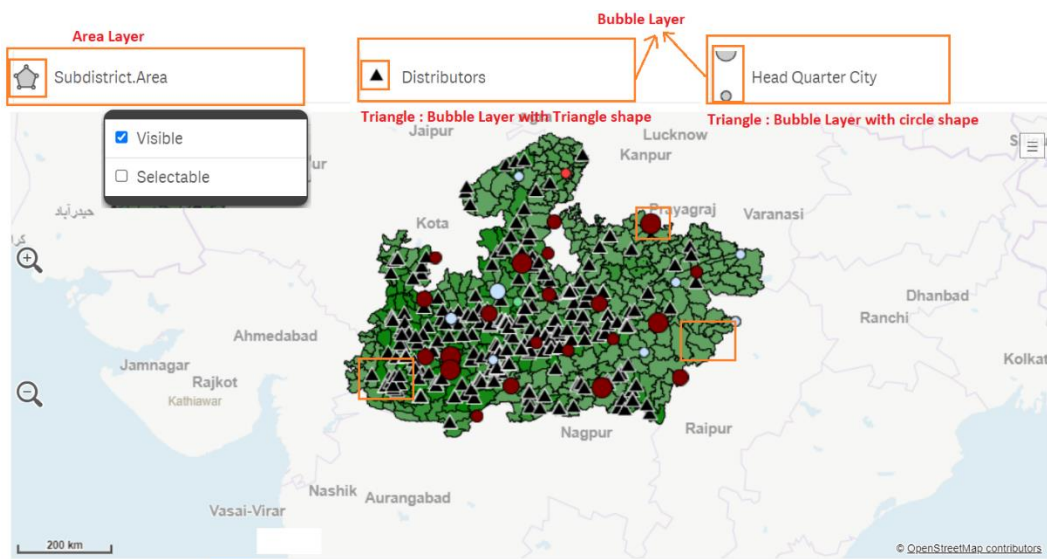 Bubble Layer
Area Layer
Subdistrict.Area
Distributors
Head Quarter City
Triangle : Bubble Layer with Triangle shape
Triangle : Bubble Layer with circle shape
Visible
Selectable
Jaipur
Lucknow
Kanpur
حيدرآباد
Kota
Prayagraj
Varanasi
Dhanbad
Ranchi
Ahmedabad
Jamnagar
Rajkot
Kathiawar
Kolkat
Nagpur
Raipur
Nashik
Aurangabad
Vasai-Virar
200 km
© OpenStreetMap contributors